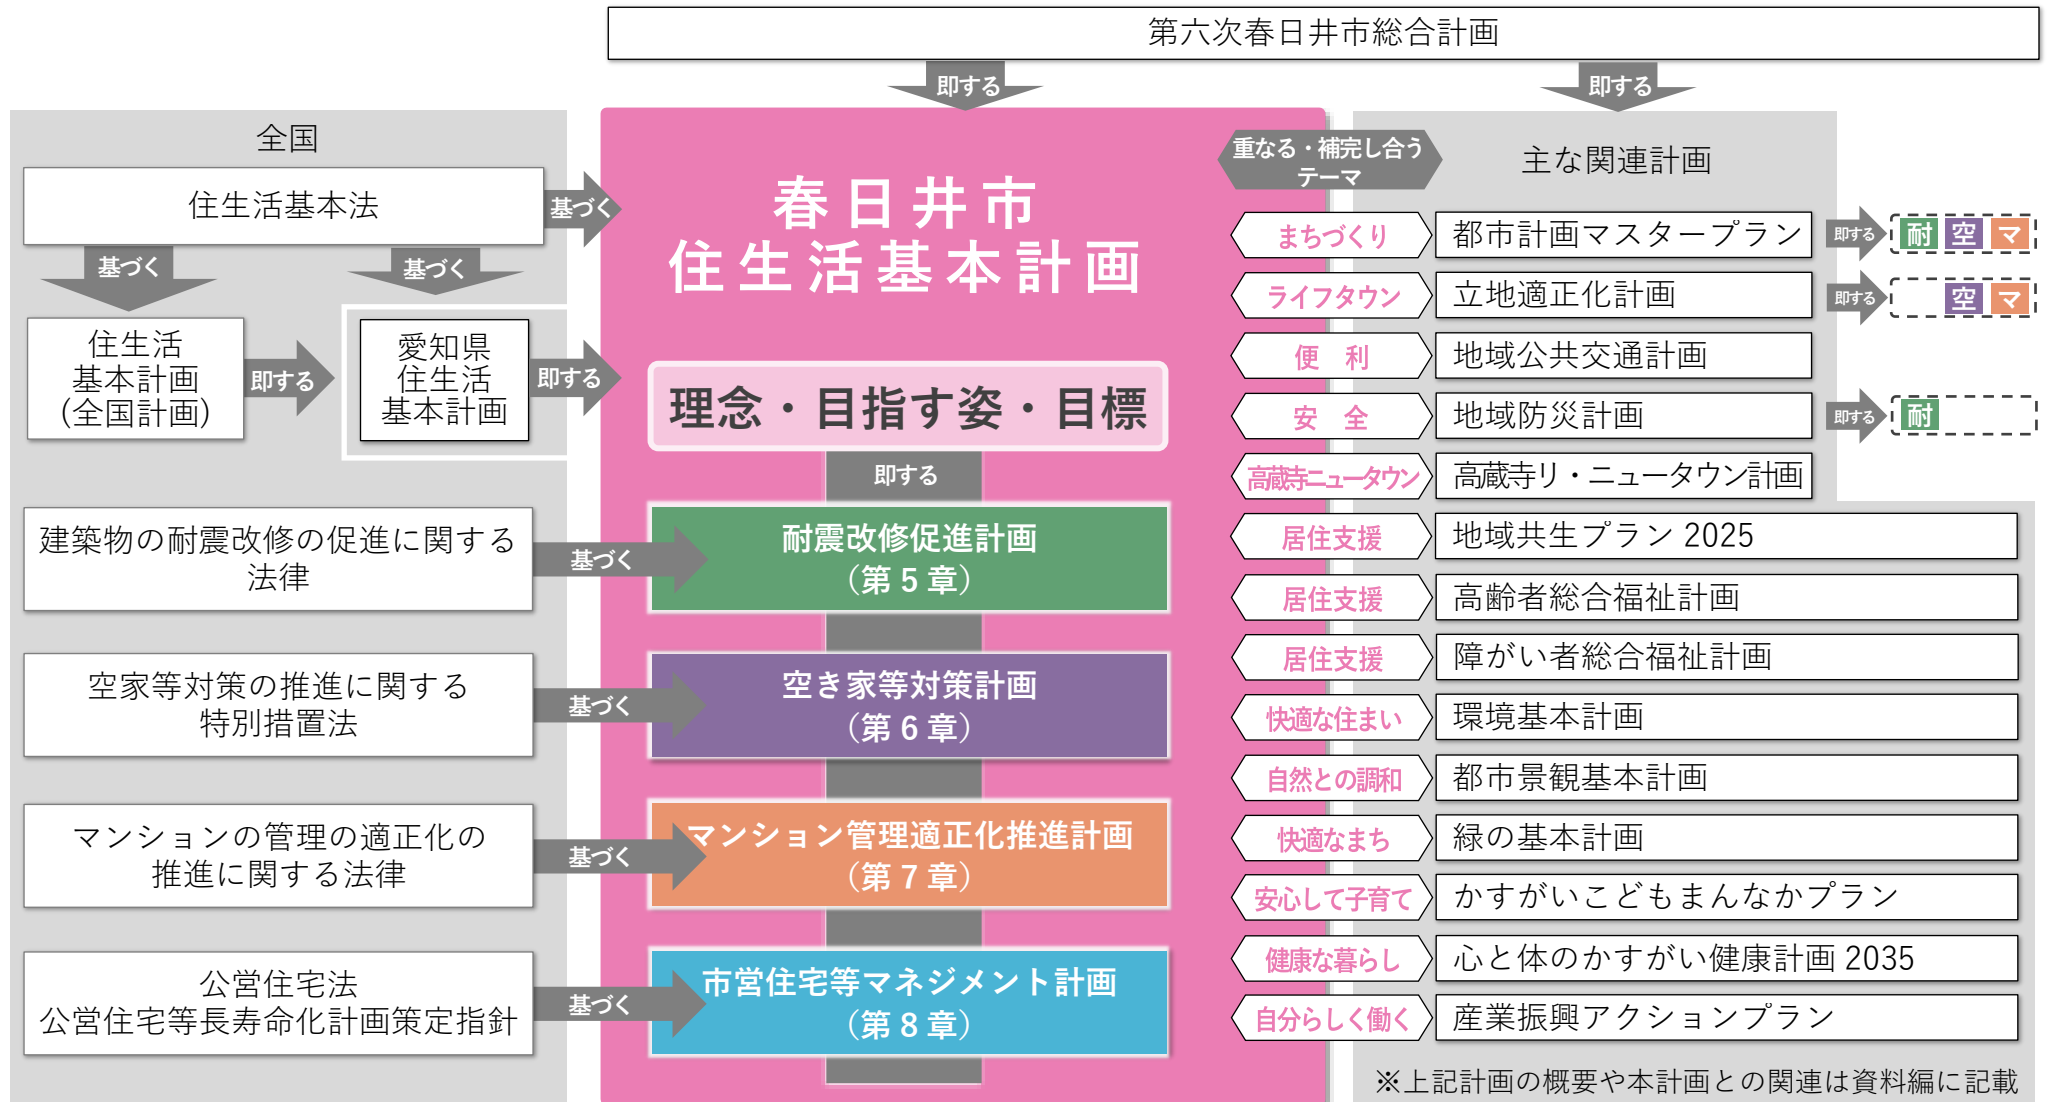 第六次春日井市総合計画
即する
即する
全国
住生活基本法
基づく
基づく
基づく
住生活
基本計画
(全国計画)
即する
愛知県
住生活
基本計画
即する
建築物の耐震改修の促進に関する
法律
基づく
空家等対策の推進に関する
特別措置法
基づく
マンションの管理の適正化の
推進に関する法律
基づく
公営住宅法
公営住宅等長寿命化計画策定指針
基づく
春日井市
住生活基本計画
理念・目指す姿・目標
即する
耐震改修促進計画
（第5章）
空き家等対策計画
（第6章）
マンション管理適正化推進計画
（第7章）
市営住宅等マネジメント計画
（第8章）
重なる・補完し合う
テーマ
主な関連計画
まちづくり 都市計画マスタープラン 即する 耐 空 マ
ライフタウン 立地適正化計画 即する 空 マ
便 利 地域公共交通計画
安 全 地域防災計画 即する 耐
高蔵寺ニュータウン 高蔵寺リ・ニュータウン計画
居住支援 地域共生プラン 2025
居住支援 高齢者総合福祉計画
居住支援 障がい者総合福祉計画
快適な住まい 環境基本計画
自然との調和 都市景観基本計画
快適なまち 緑の基本計画
安心して子育て かすがいこどもまんなかプラン
健康な暮らし 心と体のかすがい健康計画 2035
自分らしく働く 産業振興アクションプラン
※上記計画の概要や本計画との関連は資料編に記載